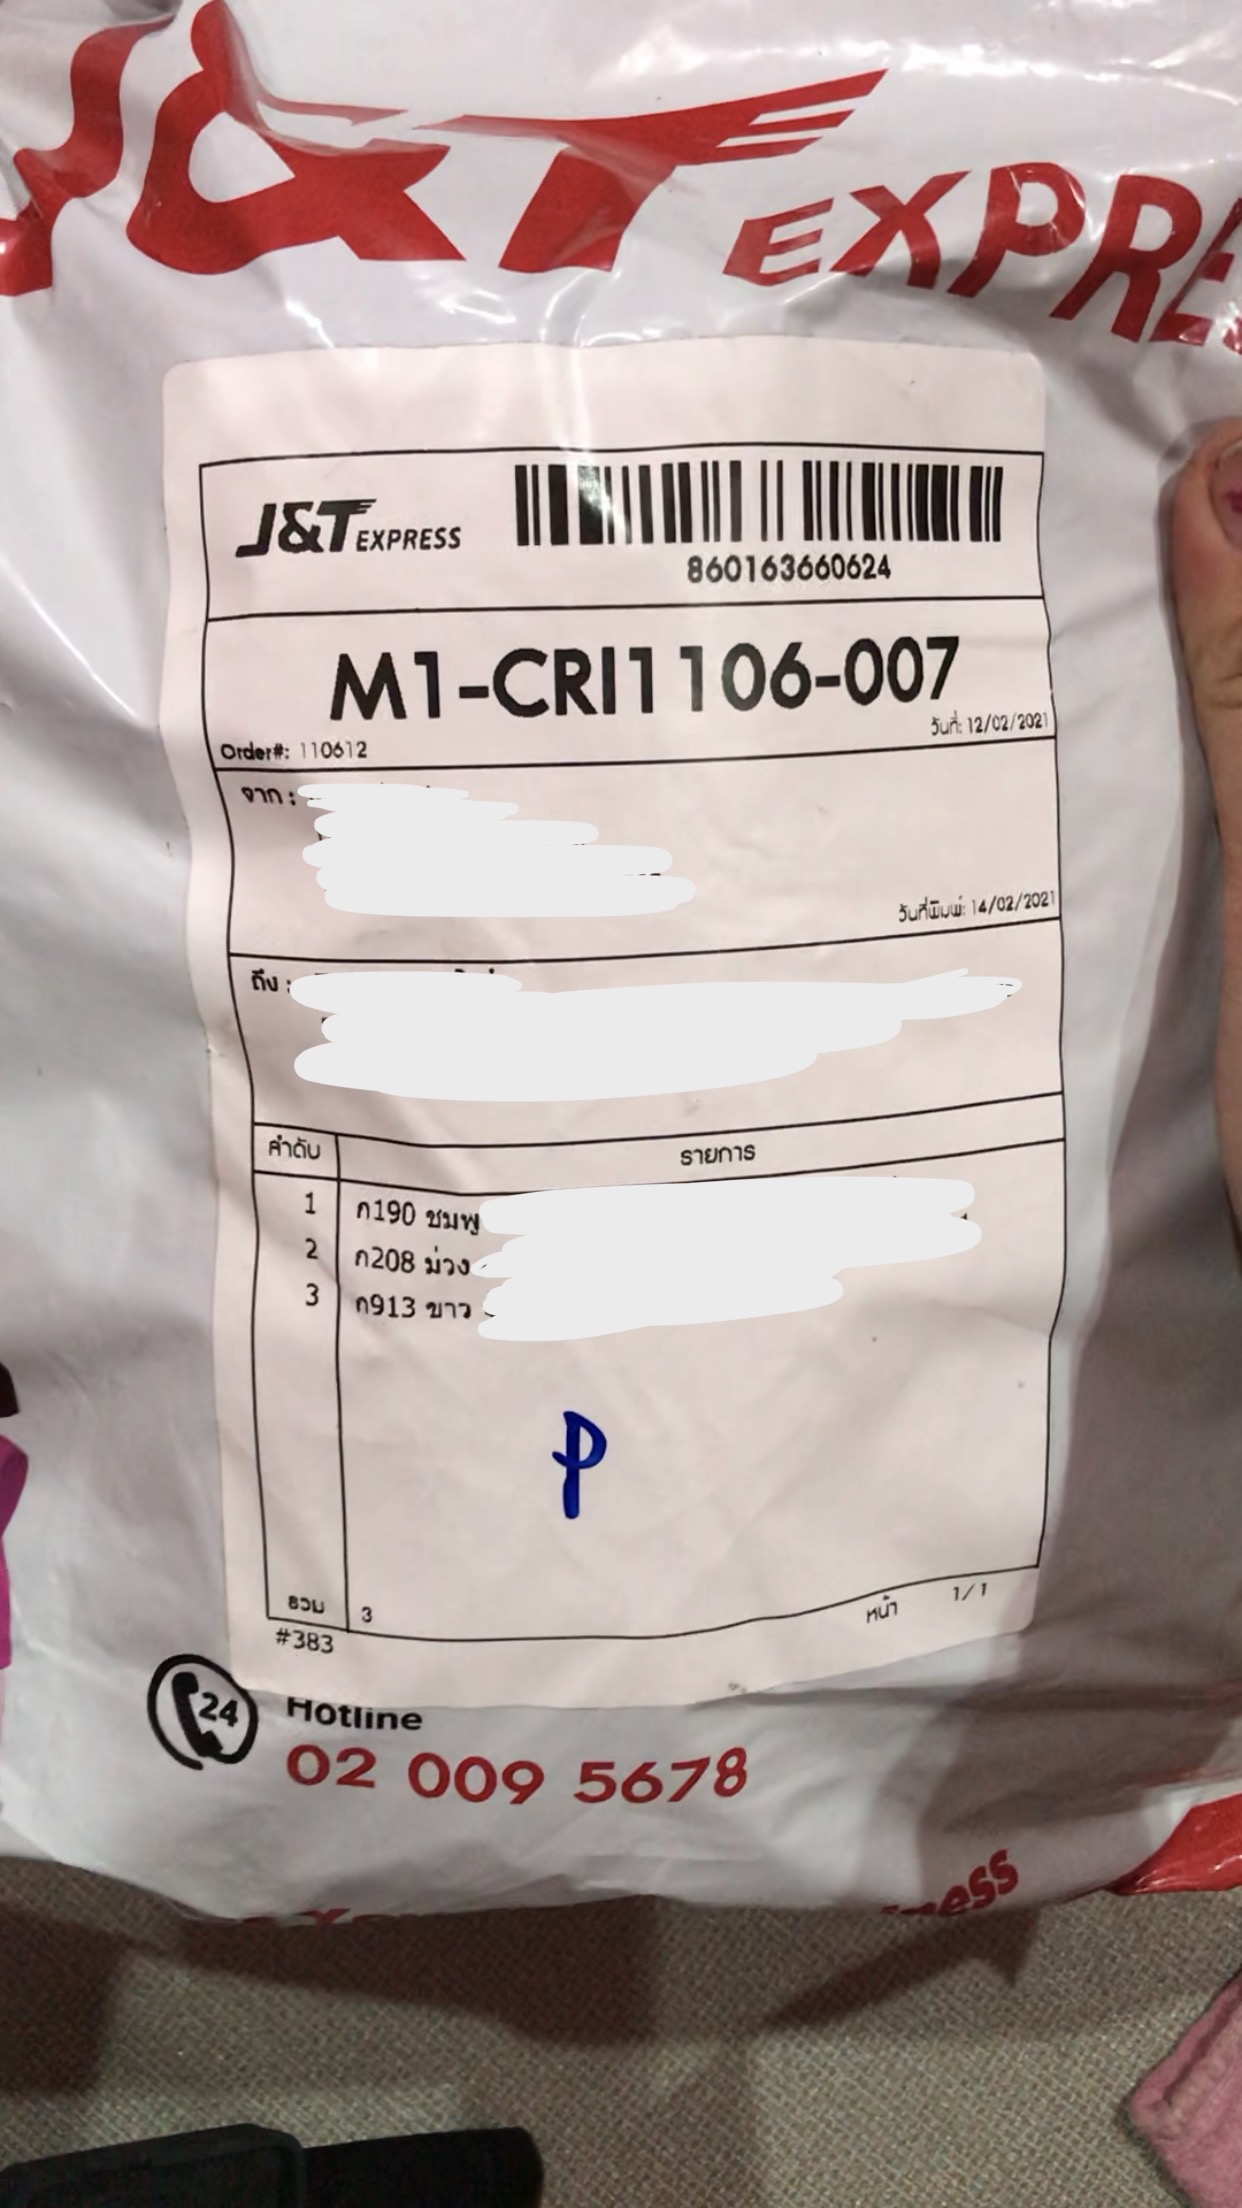 J&T EXPRE
J&T EXPRESS
860163660624
M1-CRI1106-007
วันที่: 12/02/2021
Order#: 110612
จาก :
วันที่พิมพ์: 14/02/2021
ถึง :
ลำดับ รายการ
1 ก190 ชมพู
2 ก208 ม่วง
3 ก913 ขาว
P
รวม 3 หน้า 1/1
#383
24 Hotline
02 009 5678